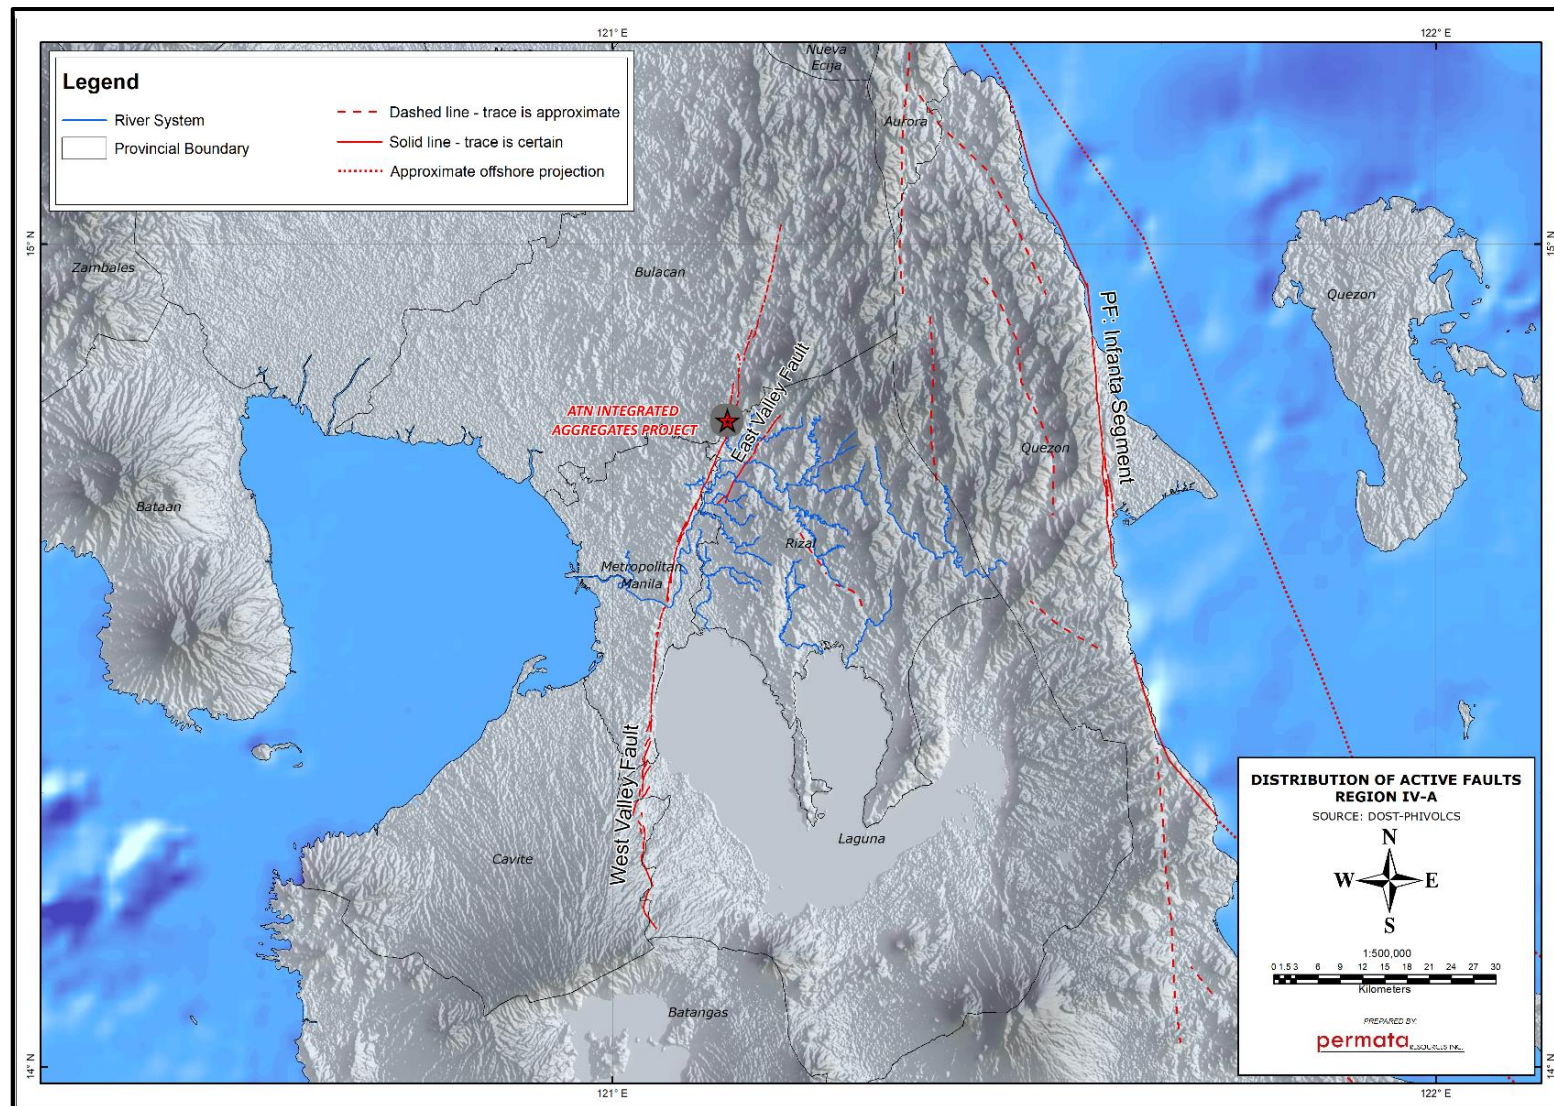 121° E
122° E
Legend
River System
Provincial Boundary
Dashed line - trace is approximate
Solid line - trace is certain
Approximate offshore projection
Nueva
Ecija
Aurora
15° N
15° N
Zambales
Bulacan
Quezon
PF: Infanta Segment
East Valley Fault
ATN INTEGRATED
AGGREGATES PROJECT
Quezon
Bataan
Rizal
Metropolitan
Manila
West Valley Fault
Laguna
Cavite
Batangas
DISTRIBUTION OF ACTIVE FAULTS
REGION IV-A
SOURCE: DOST-PHIVOLCS
N
W E
S
1:500,000
0 1.5 3 6 9 12 15 18 21 24 27 30
Kilometers
PREPARED BY:
permata RESOURCES INC.
14° N
14° N
121° E
122° E